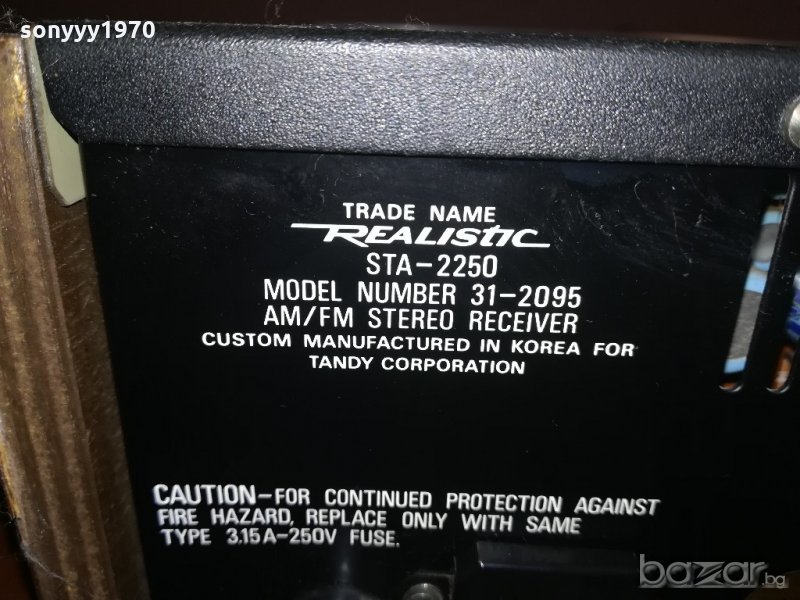 sonyyy1970
TRADE NAME
REALISTIC
STA-2250
MODEL NUMBER 31-2095
AM/FM STEREO RECEIVER
CUSTOM MANUFACTURED IN KOREA FOR
TANDY CORPORATION
CAUTION-FOR CONTINUED PROTECTION AGAINST
FIRE HAZARD, REPLACE ONLY WITH SAME
TYPE 3.15A-250V FUSE.
bazar.bg